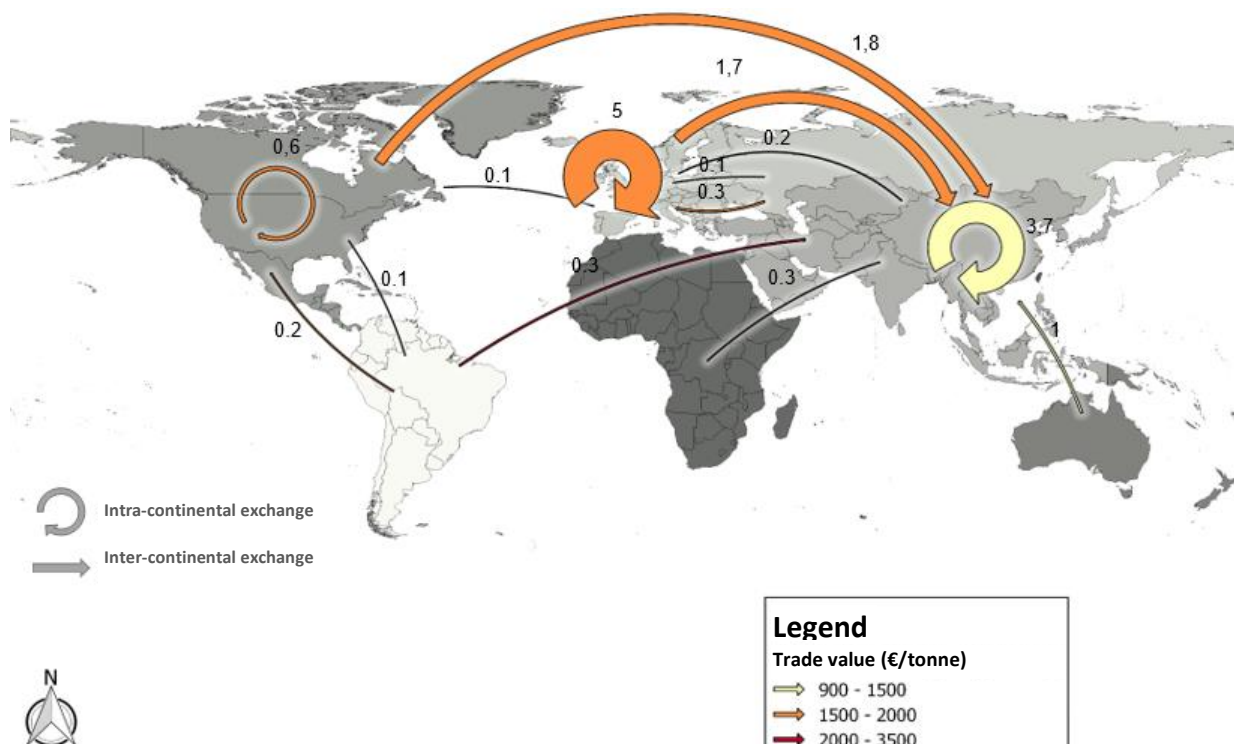 1,8
1,7
5
0,6
0.2
0.1
0.1
0.3
3,7
0.3
0.3
0.1
0.2
1
Intra-continental exchange
Inter-continental exchange
Legend
Trade value (€/tonne)
900 - 1500
1500 - 2000
2000 - 3500
N